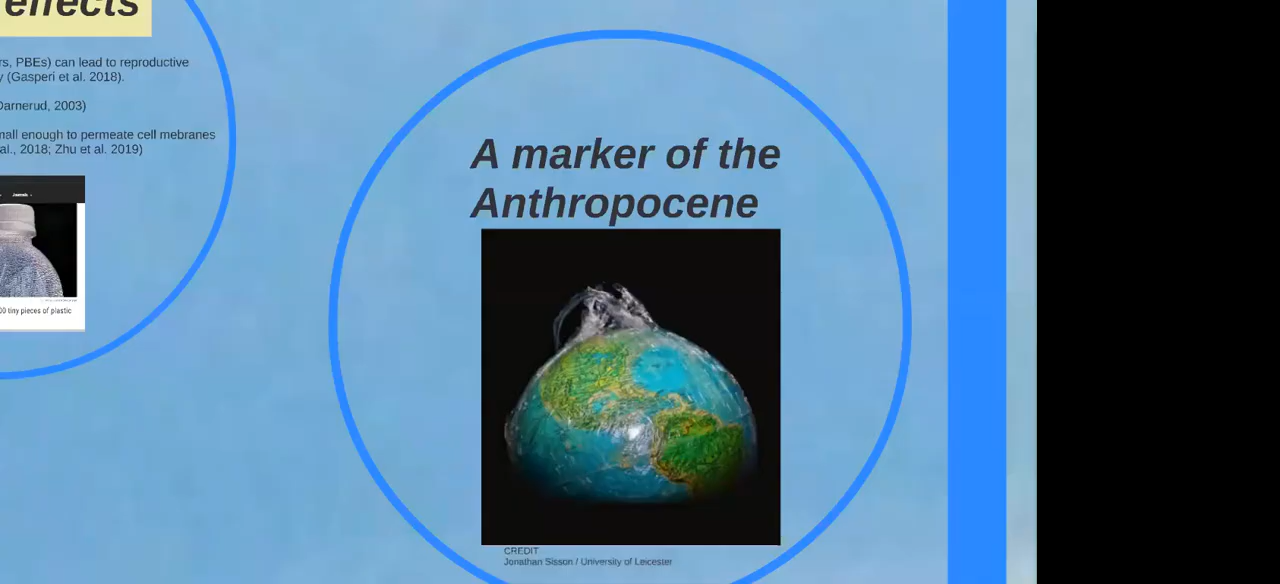 effects
rs, PBEs) can lead to reproductive
y (Gasperi et al. 2018).
Darnerud, 2003)
mall enough to permeate cell mebranes
al., 2018; Zhu et al. 2019)
Journals
00 tiny pieces of plastic
A marker of the
Anthropocene
CREDIT
Jonathan Sisson / University of Leicester